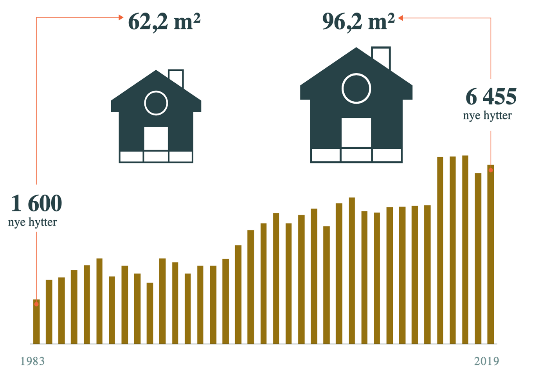 62,2 m²
96,2 m²
6 455
nye hytter
1 600
nye hytter
1983
2019